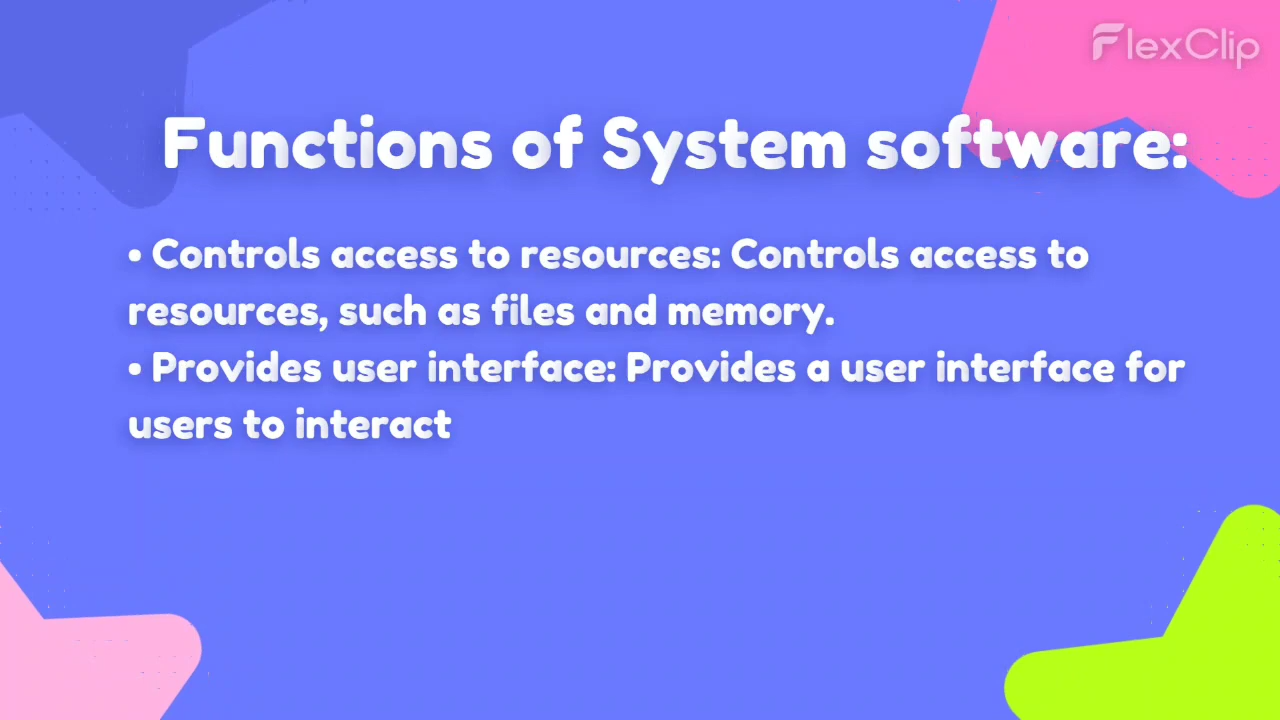 FlexClip
Functions of System software:
• Controls access to resources: Controls access to
resources, such as files and memory.
• Provides user interface: Provides a user interface for
users to interact